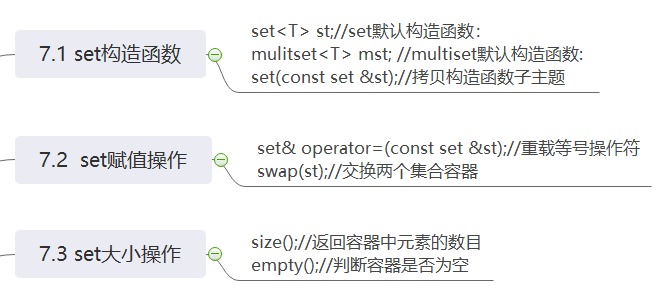 7.1 set构造函数
set<T> st;//set默认构造函数:
mulitset<T> mst; //multiset默认构造函数:
set(const set &st);//拷贝构造函数子主题
7.2 set赋值操作
set& operator=(const set &st);//重载等号操作符
swap(st);//交换两个集合容器
7.3 set大小操作
size();//返回容器中元素的数目
empty();//判断容器是否为空